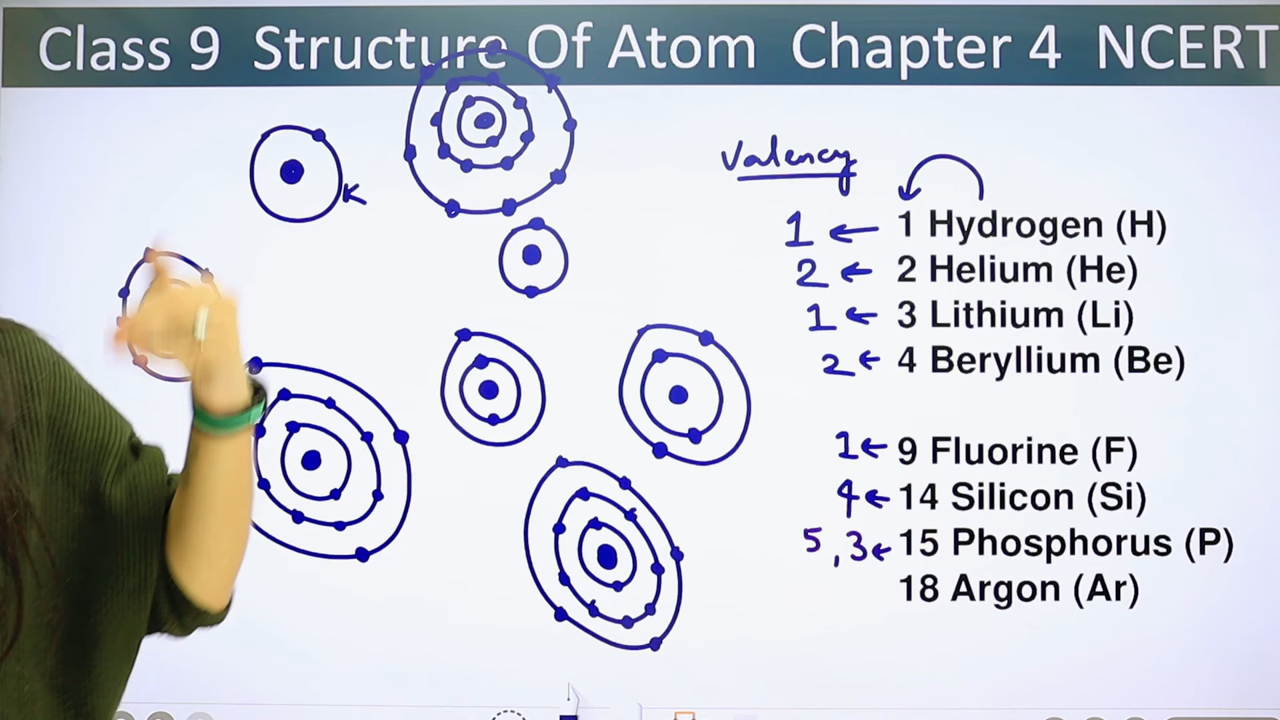 Class 9 Structure Of Atom Chapter 4 NCERT
K
Valency
1 ← 1 Hydrogen (H)
2 ← 2 Helium (He)
1 ← 3 Lithium (Li)
2 ← 4 Beryllium (Be)
1 ← 9 Fluorine (F)
4 ← 14 Silicon (Si)
5,3 ← 15 Phosphorus (P)
18 Argon (Ar)